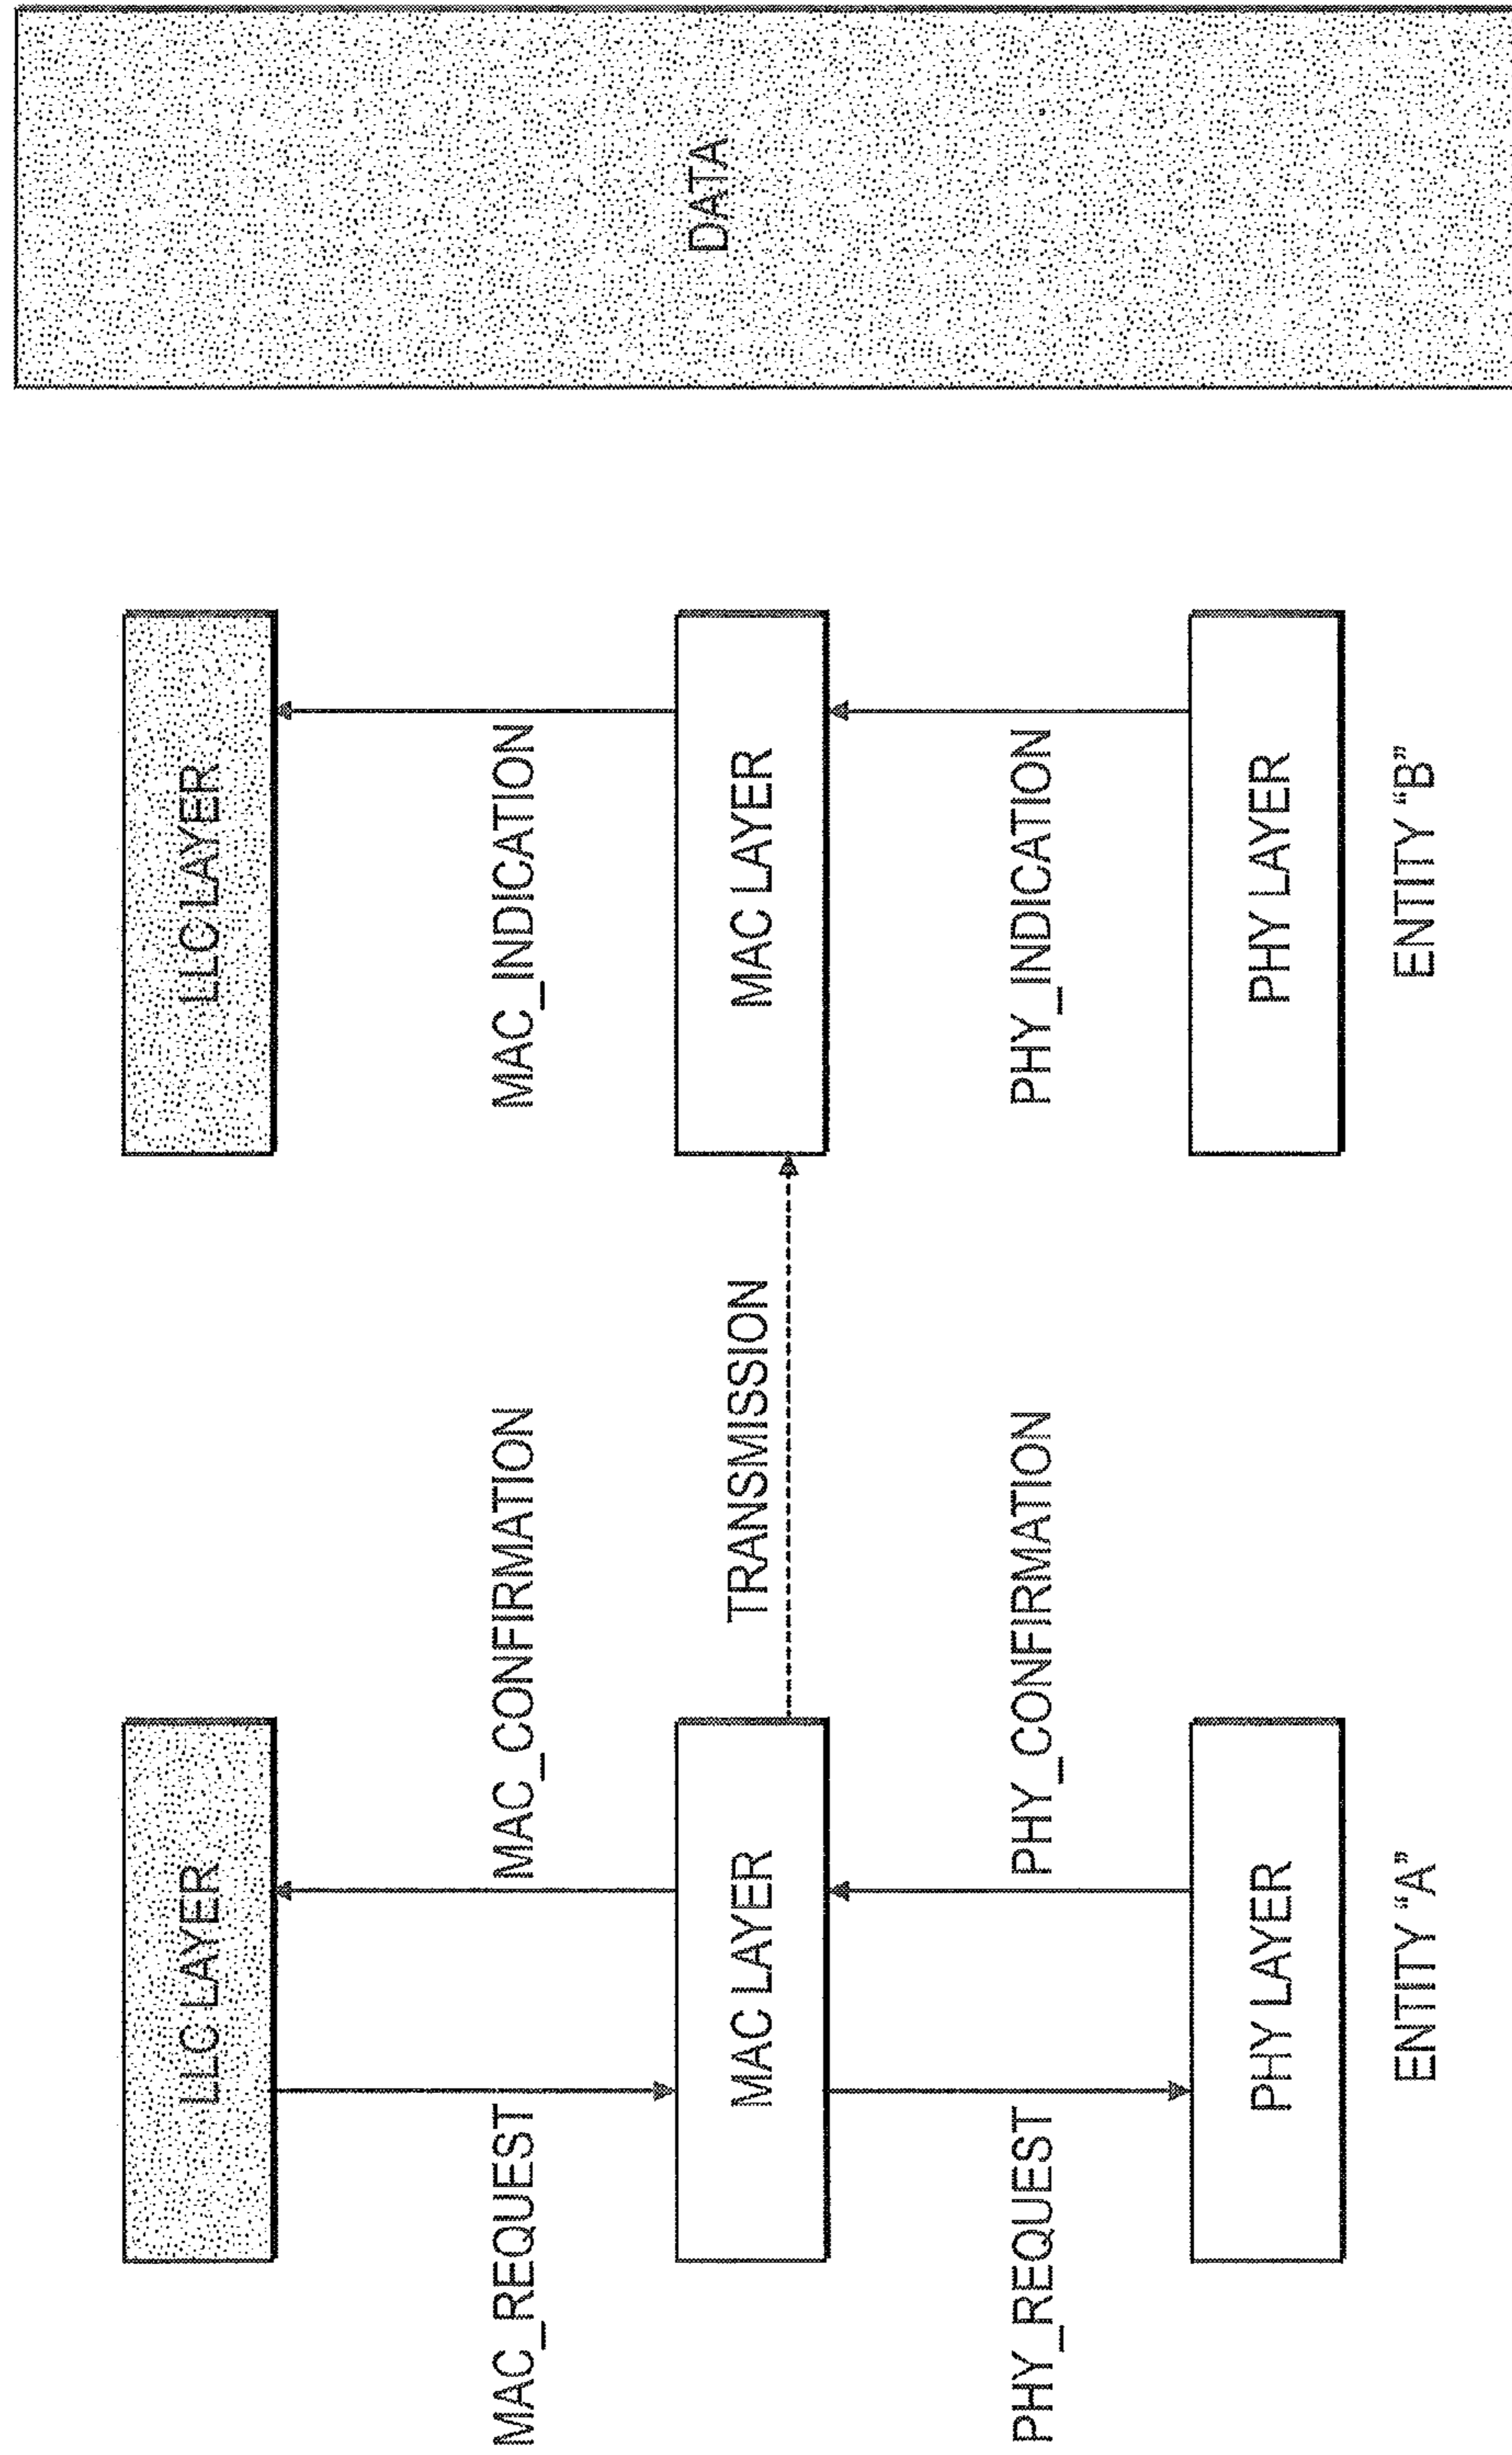 LLC LAYER
LLC LAYER
MAC_REQUEST
MAC_CONFIRMATION
MAC_INDICATION
MAC LAYER
TRANSMISSION
MAC LAYER
DATA
PHY_REQUEST
PHY_CONFIRMATION
PHY_INDICATION
PHY LAYER
PHY LAYER
ENTITY “A”
ENTITY “B”